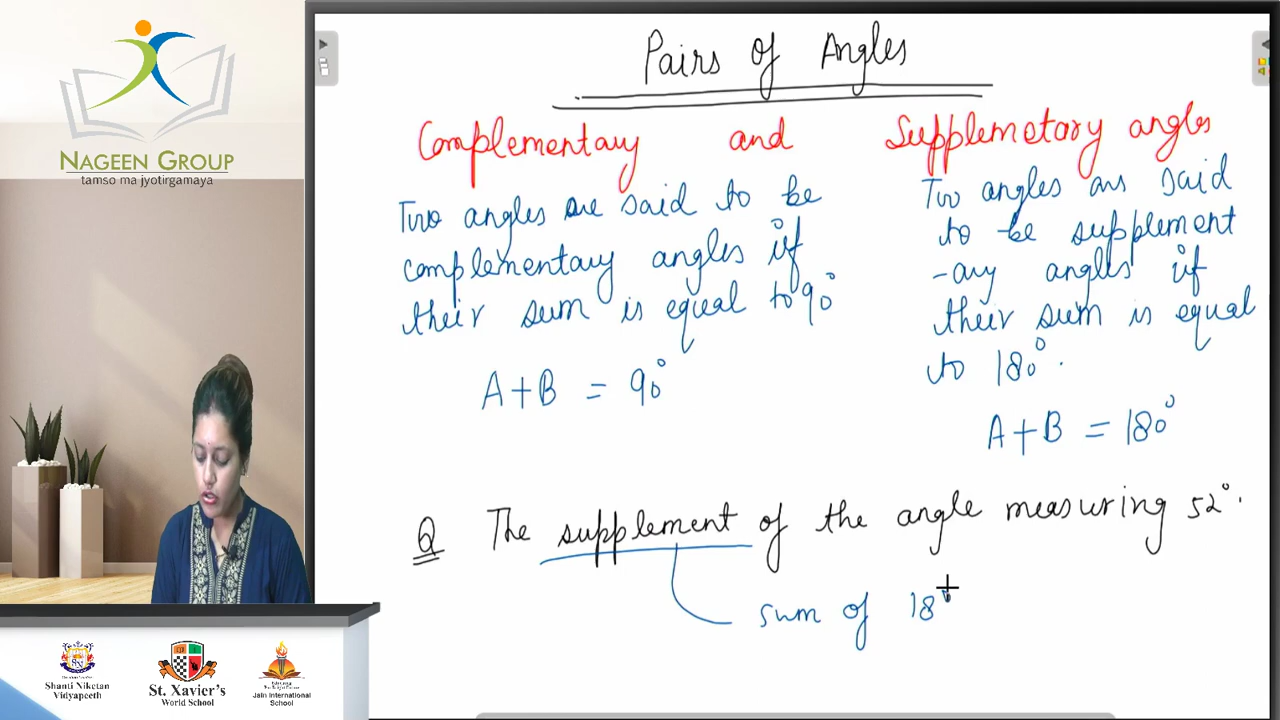 NAGEEN GROUP
tamso ma jyotirgamaya
Pairs of Angles
Complementary and Supplemetary angles
Two angles are said to be
complementary angles if
their sum is equal to 90°
A+B = 90°
Two angles are said
to be supplement
-ary angles if
their sum is equal
to 180°.
A+B = 180°
Q The supplement of the angle measuring 52°.
sum of 18
Shanti Niketan
Vidyapeeth
St. Xavier's
World School
Jain International
School